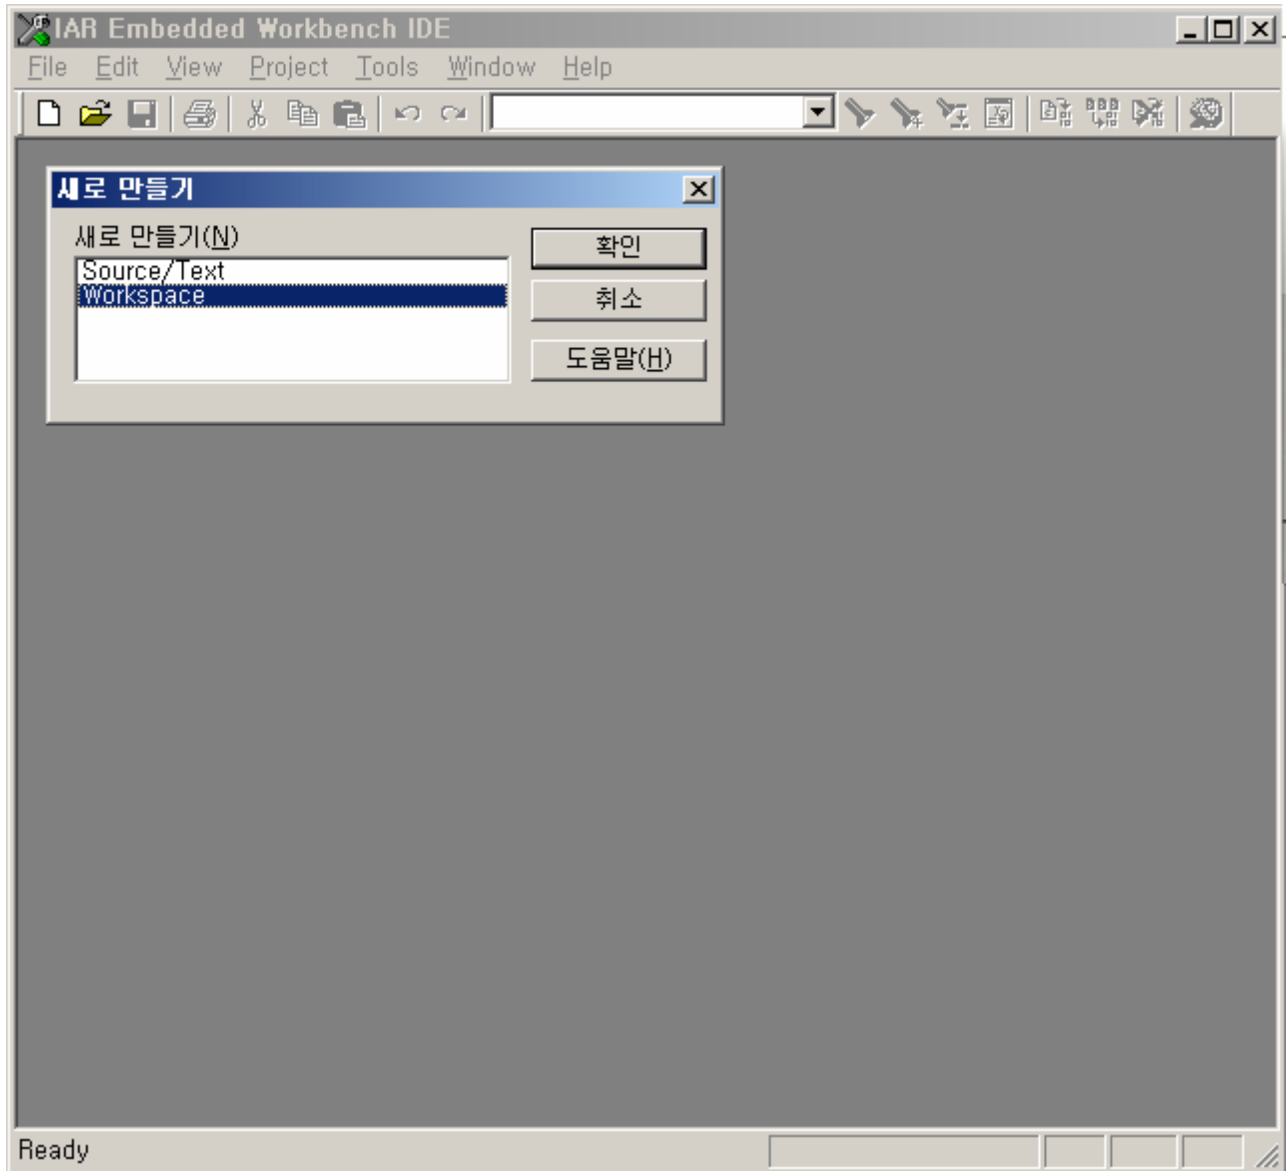 IAR Embedded Workbench IDE
File Edit View Project Tools Window Help
새로 만들기
새로 만들기(N)
확인
Source/Text
Workspace
취소
도움말(H)
Ready